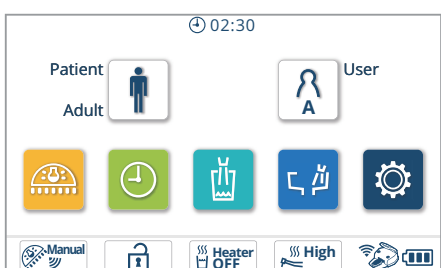 02:30
Patient
User
Adult
A
Manual
Heater
OFF
High